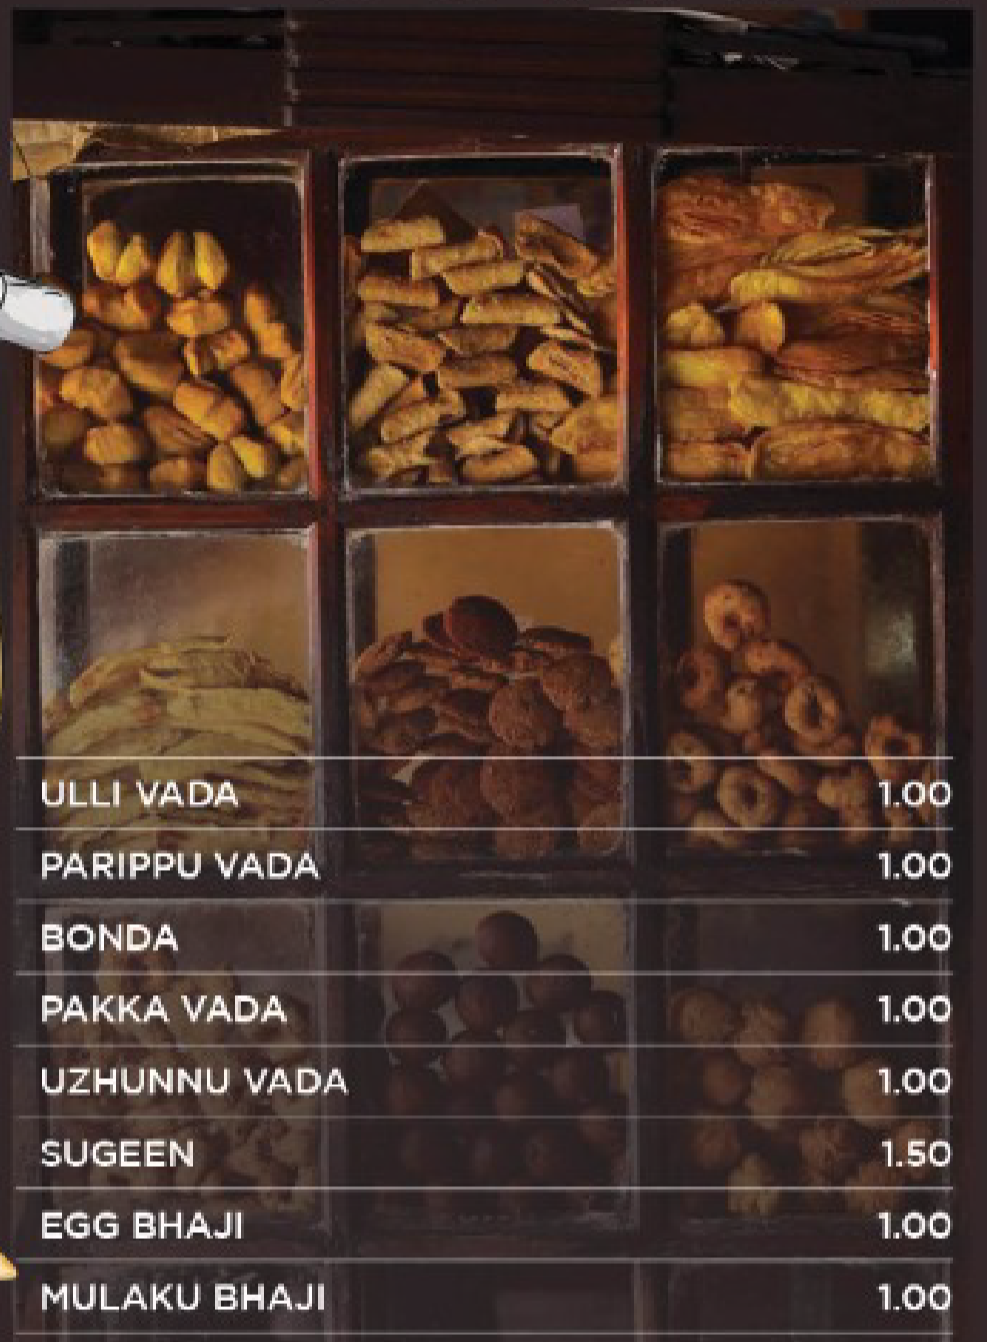 ULLI VADA 1.00
PARIPPU VADA 1.00
BONDA 1.00
PAKKA VADA 1.00
UZHUNNU VADA 1.00
SUGEEN 1.50
EGG BHAJI 1.00
MULAKU BHAJI 1.00